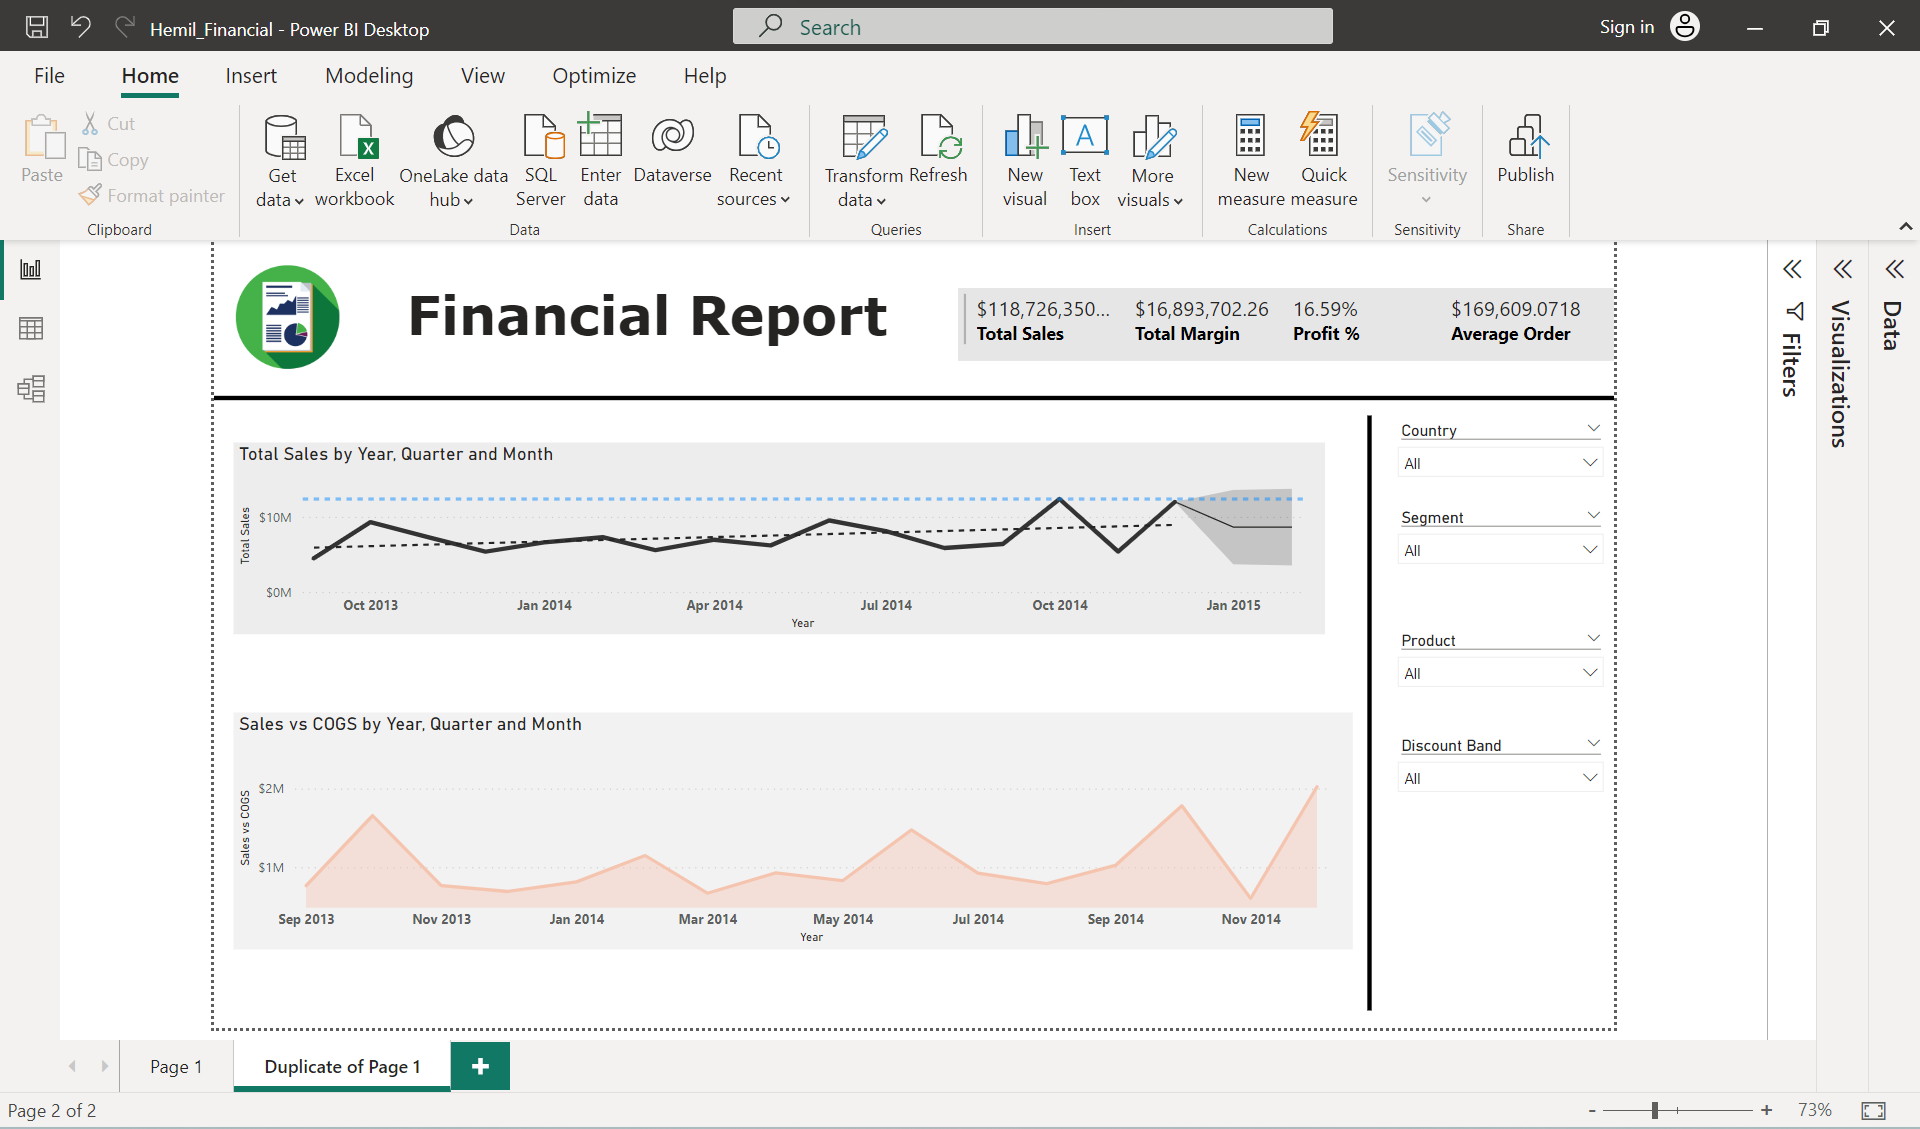 Hemil_Financial - Power BI Desktop
Search
Sign in
File Home Insert Modeling View Optimize Help
Paste
Cut
Copy
Format painter
Clipboard
Get data
Excel workbook
OneLake data hub
SQL Server
Enter data
Dataverse
Recent sources
Data
Transform data
Refresh
Queries
New visual
A
Text box
More visuals
Insert
New measure
Quick measure
Calculations
Sensitivity
Sensitivity
Publish
Share
Financial Report
$118,726,350... $16,893,702.26 16.59% $169,609.0718
Total Sales Total Margin Profit % Average Order
Filters
Visualizations
Data
Total Sales by Year, Quarter and Month
Total Sales
$10M
$0M
Oct 2013 Jan 2014 Apr 2014 Jul 2014 Oct 2014 Jan 2015
Year
Country
All
Segment
All
Product
All
Discount Band
All
Sales vs COGS by Year, Quarter and Month
Sales vs COGS
$2M
$1M
Sep 2013 Nov 2013 Jan 2014 Mar 2014 May 2014 Jul 2014 Sep 2014 Nov 2014
Year
Page 1 Duplicate of Page 1 +
Page 2 of 2
- + 73%